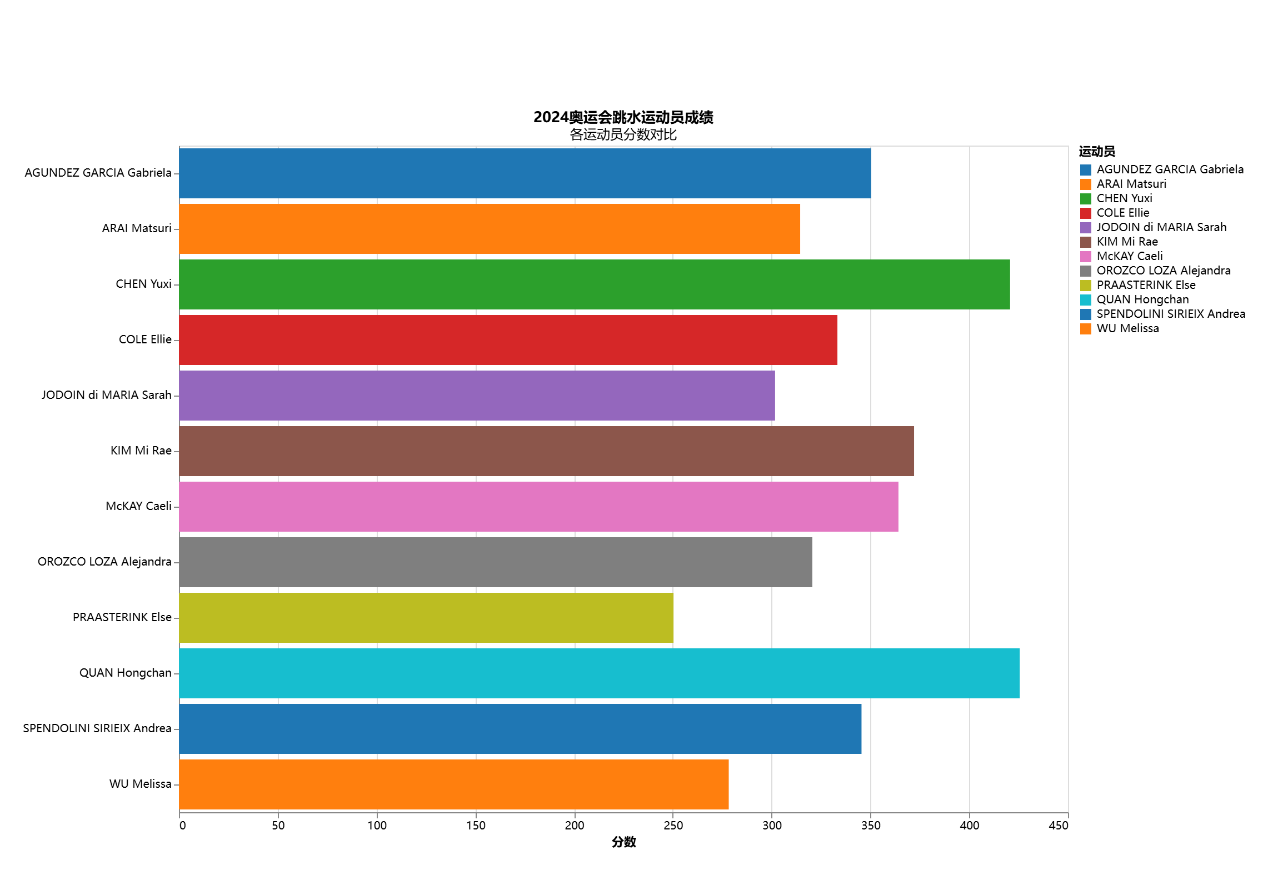 2024奥运会跳水运动员成绩
各运动员分数对比
AGUNDEZ GARCIA Gabriela
ARAI Matsuri
CHEN Yuxi
COLE Ellie
JODOIN di MARIA Sarah
KIM Mi Rae
McKAY Caeli
OROZCO LOZA Alejandra
PRAASTERINK Else
QUAN Hongchan
SPENDOLINI SIRIEIX Andrea
WU Melissa
0 50 100 150 200 250 300 350 400 450
分数
运动员
AGUNDEZ GARCIA Gabriela
ARAI Matsuri
CHEN Yuxi
COLE Ellie
JODOIN di MARIA Sarah
KIM Mi Rae
McKAY Caeli
OROZCO LOZA Alejandra
PRAASTERINK Else
QUAN Hongchan
SPENDOLINI SIRIEIX Andrea
WU Melissa